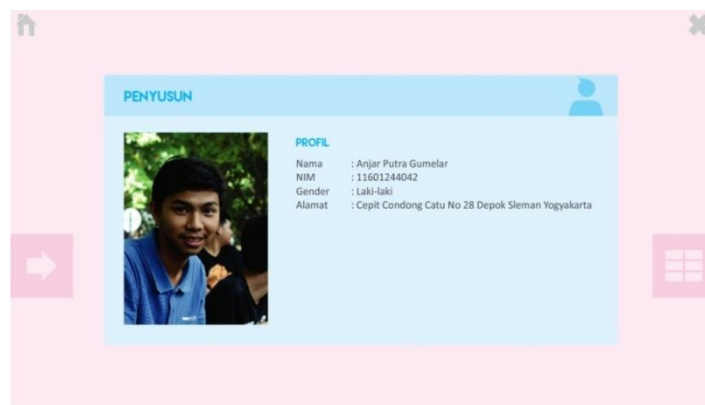 PENYUSUN
PROFIL
Nama : Anjar Putra Gumelar
NIM : 11601244042
Gender : Laki-laki
Alamat : Cepit Condong Catu No 28 Depok Sleman Yogyakarta